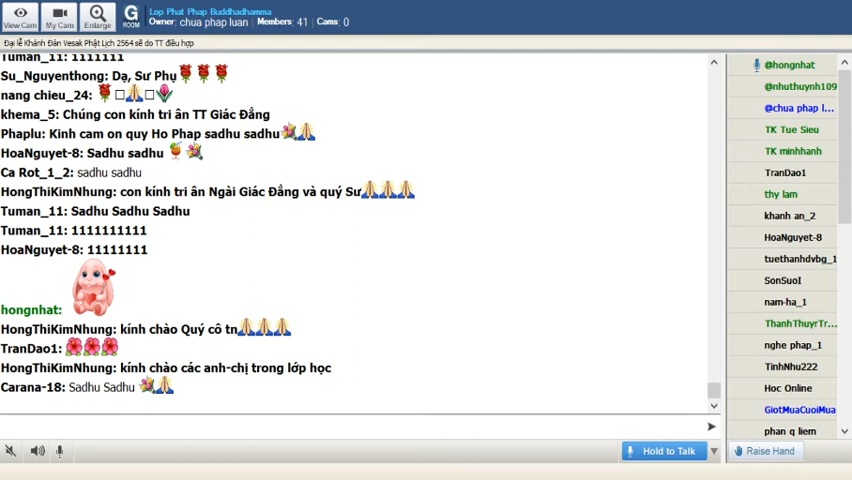 View Cam
My Cam
Enlarge
G
ROOM
Lop Phat Phap Buddhadhamma
Owner: chua phap luan Members: 41 Cams: 0
Đại lễ Khánh Đản Vesak Phật Lịch 2564 sẽ do TT điều hợp
Tuman_11: 1111111
Su_Nguyenthong: Dạ, Sư Phụ
nang chieu_24:
khema_5: Chúng con kính tri ân TT Giác Đẳng
Phaplu: Kinh cam on quy Ho Phap sadhu sadhu
HoaNguyet-8: Sadhu sadhu
Ca Rot_1_2: sadhu sadhu
HongThiKimNhung: con kính tri ân Ngài Giác Đẳng và quý Sư
Tuman_11: Sadhu Sadhu Sadhu
Tuman_11: 1111111111
HoaNguyet-8: 11111111
hongnhat:
HongThiKimNhung: kính chào Quý cô tn
TranDao1:
HongThiKimNhung: kính chào các anh-chị trong lớp học
Carana-18: Sadhu Sadhu
@hongnhat
@nhuthuynh109
@chua phap l...
TK Tue Sieu
TK minhhanh
TranDao1
thy lam
khanh an_2
HoaNguyet-8
tuethanhdvbg_1
SonSuoI
nam-ha_1
ThanhThuyrTr...
nghe phap_1
TinhNhu222
Hoc Online
GiotMuaCuoiMua
phan q liem
Hold to Talk
Raise Hand